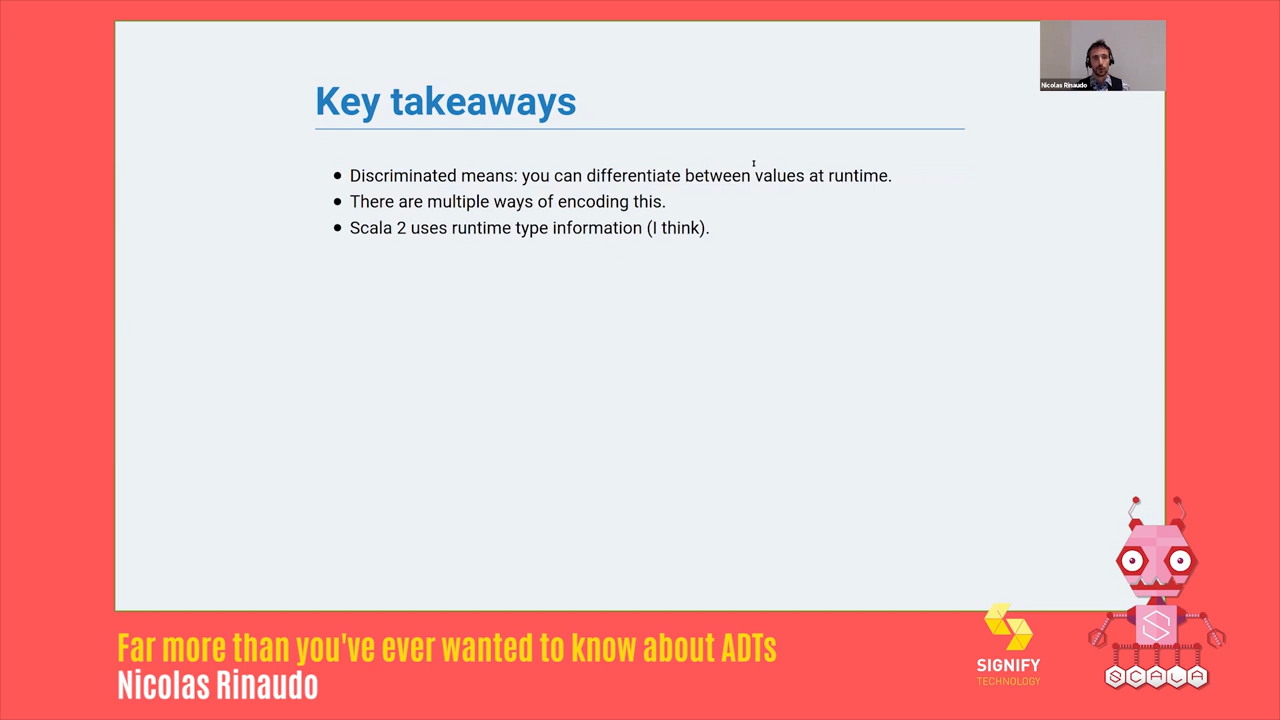 Nicolas Rinaudo
Key takeaways
Discriminated means: you can differentiate between values at runtime.
There are multiple ways of encoding this.
Scala 2 uses runtime type information (I think).
Far more than you've ever wanted to know about ADTs
Nicolas Rinaudo
SIGNIFY
TECHNOLOGY
SCALA